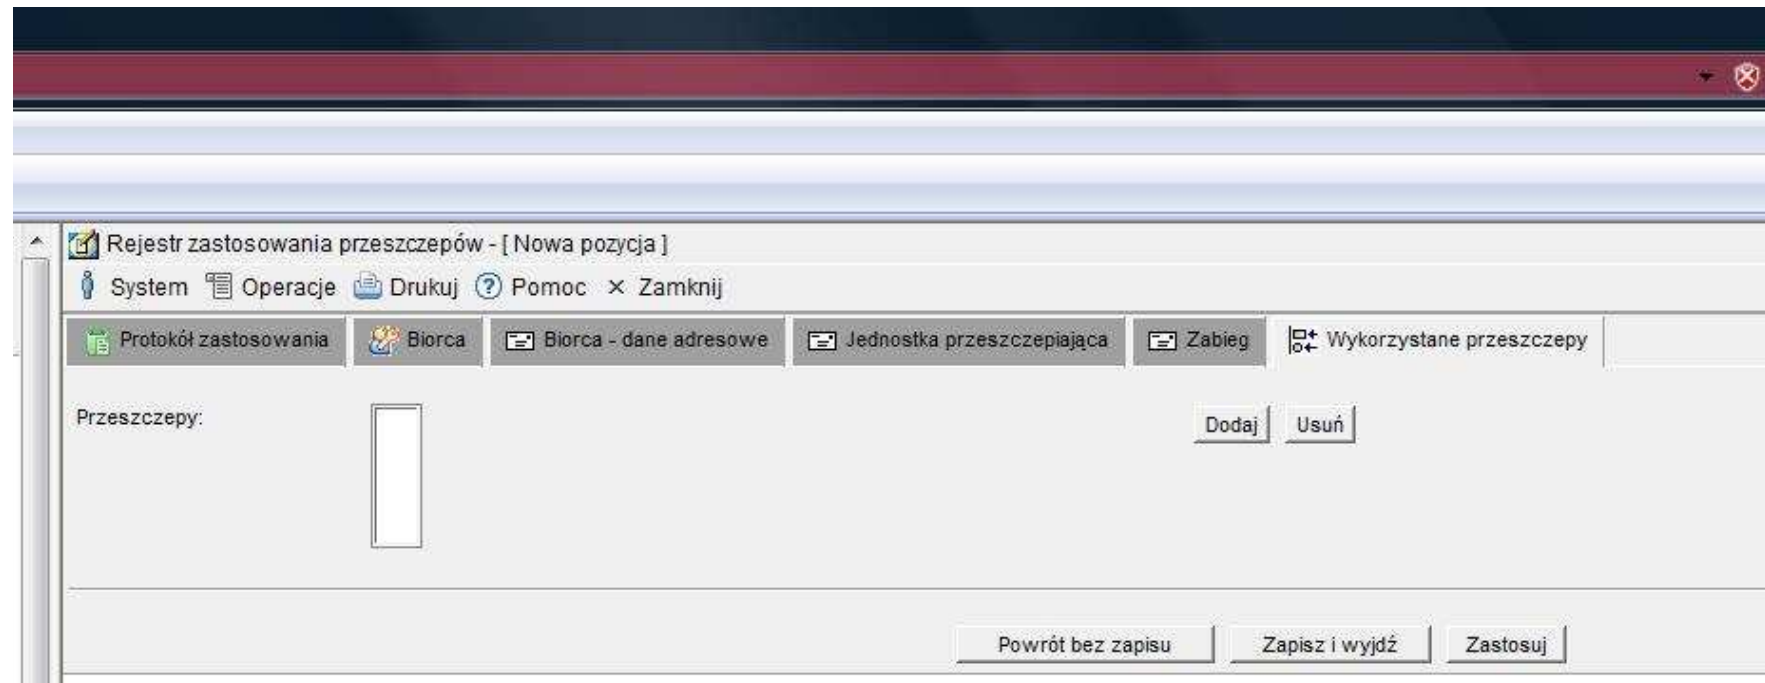 Rejestr zastosowania przeszczepów - [ Nowa pozycja ]
System Operacje Drukuj Pomoc Zamknij
Protokół zastosowania Biorca Biorca - dane adresowe Jednostka przeszczepiająca Zabieg Wykorzystane przeszczepy
Przeszczepy: Dodaj Usuń
Powrót bez zapisu Zapisz i wyjdź Zastosuj